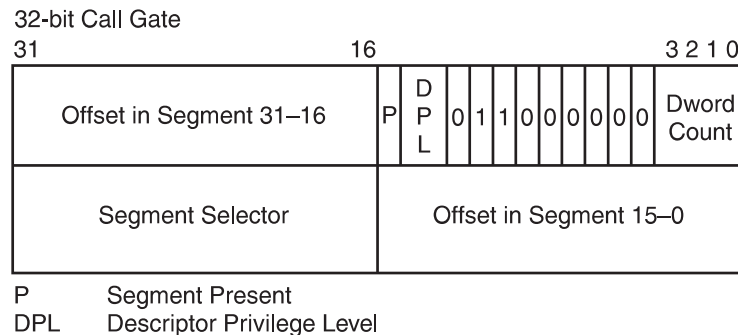 32-bit Call Gate
31 16 3 2 1 0
Offset in Segment 31–16 P DPL 0 1 1 0 0 0 0 0 0 Dword Count
Segment Selector Offset in Segment 15–0
P Segment Present
DPL Descriptor Privilege Level